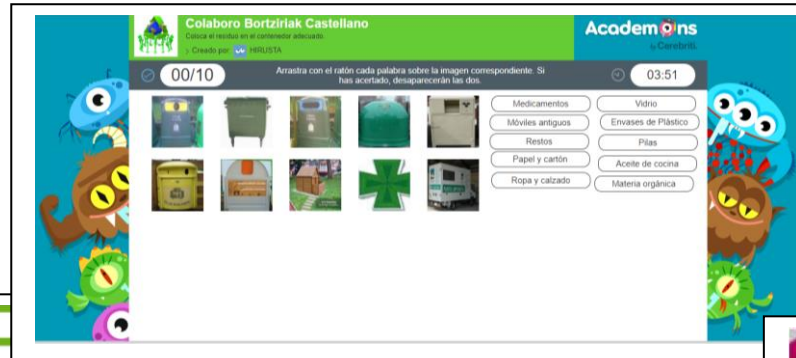 Colaboro Bortziriak Castellano
Coloca el residuo en el contenedor adecuado.
> Creado por: HIRUSTA
Academons
by Cerebriti.
00/10
Arrastra con el ratón cada palabra sobre la imagen correspondiente. Si
has acertado, desaparecerán las dos.
03:51
Medicamentos
Vidrio
Móviles antiguos
Envases de Plástico
Restos
Pilas
Papel y cartón
Aceite de cocina
Ropa y calzado
Materia orgánica